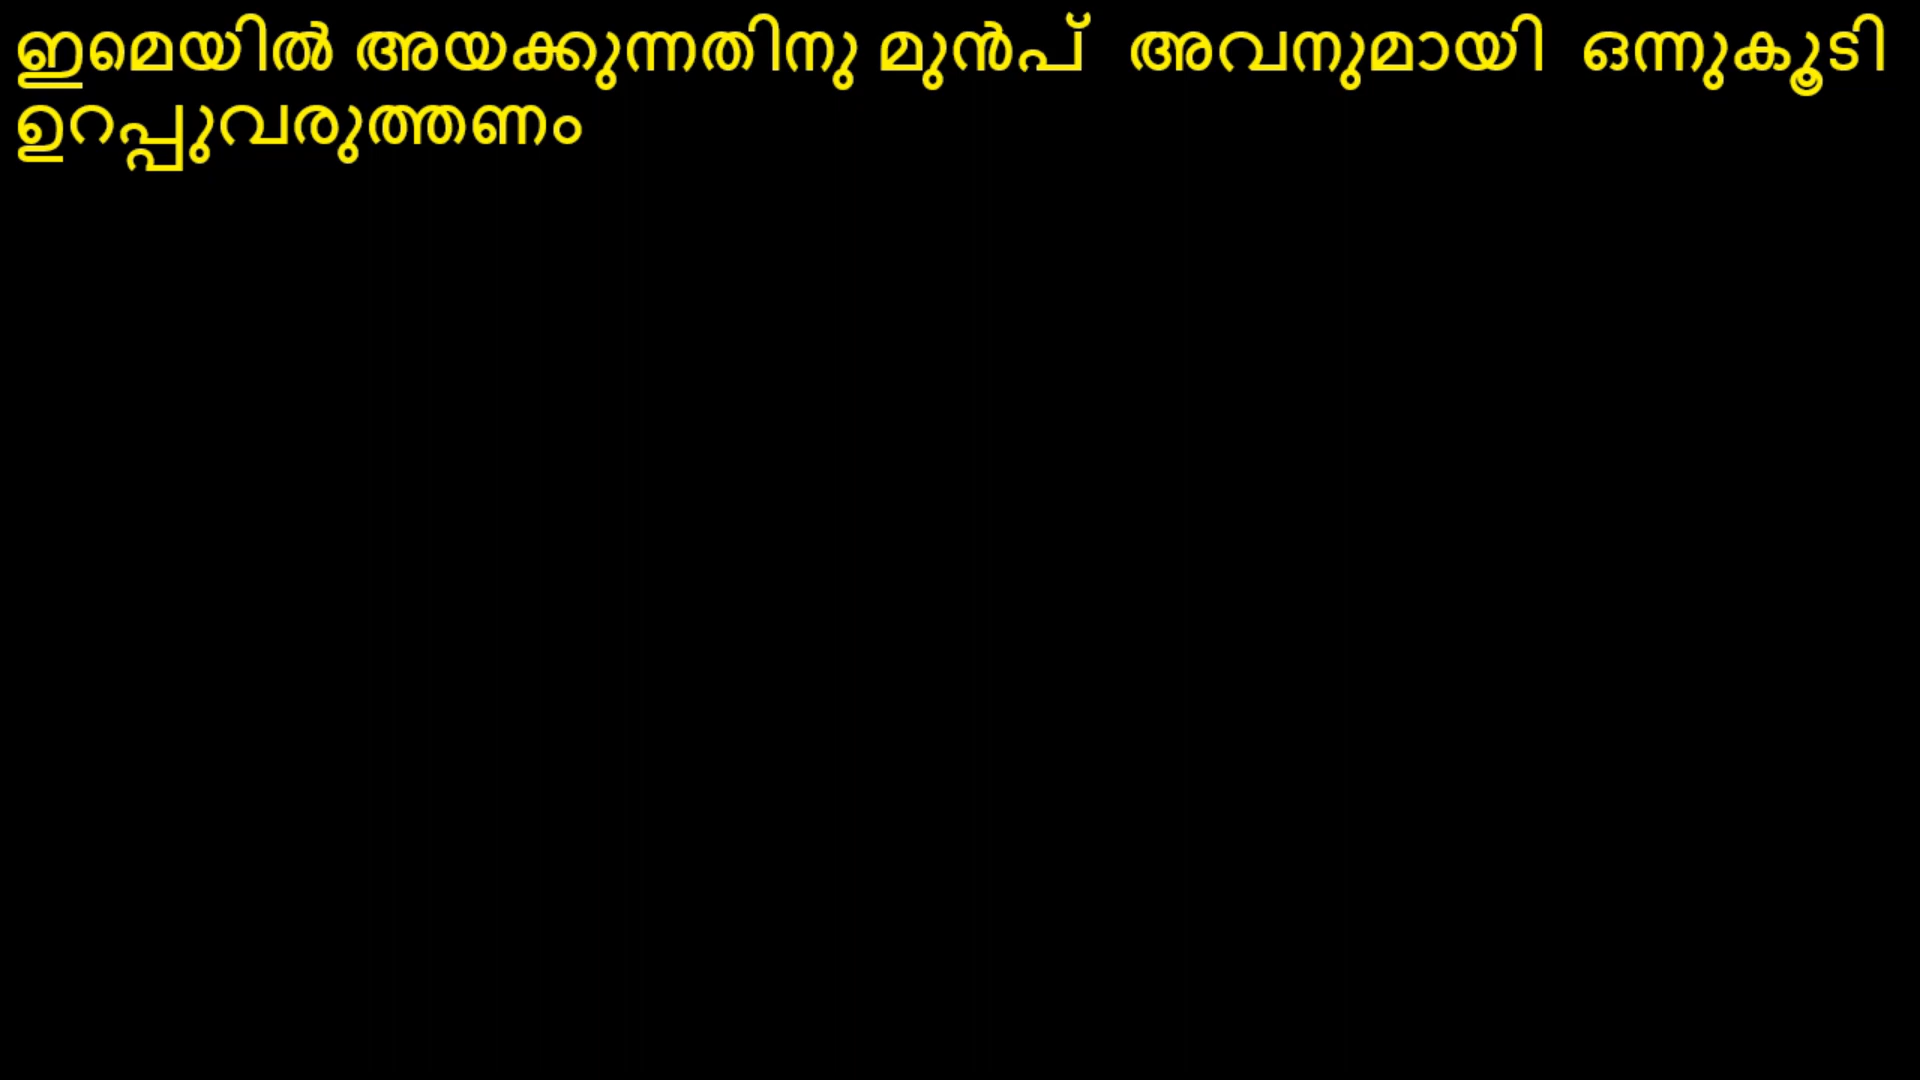 ഇമെയിൽ അയക്കുന്നതിനു മുൻപ് അവനുമായി ഒന്നുകൂടി
ഉറപ്പുവരുത്തണം